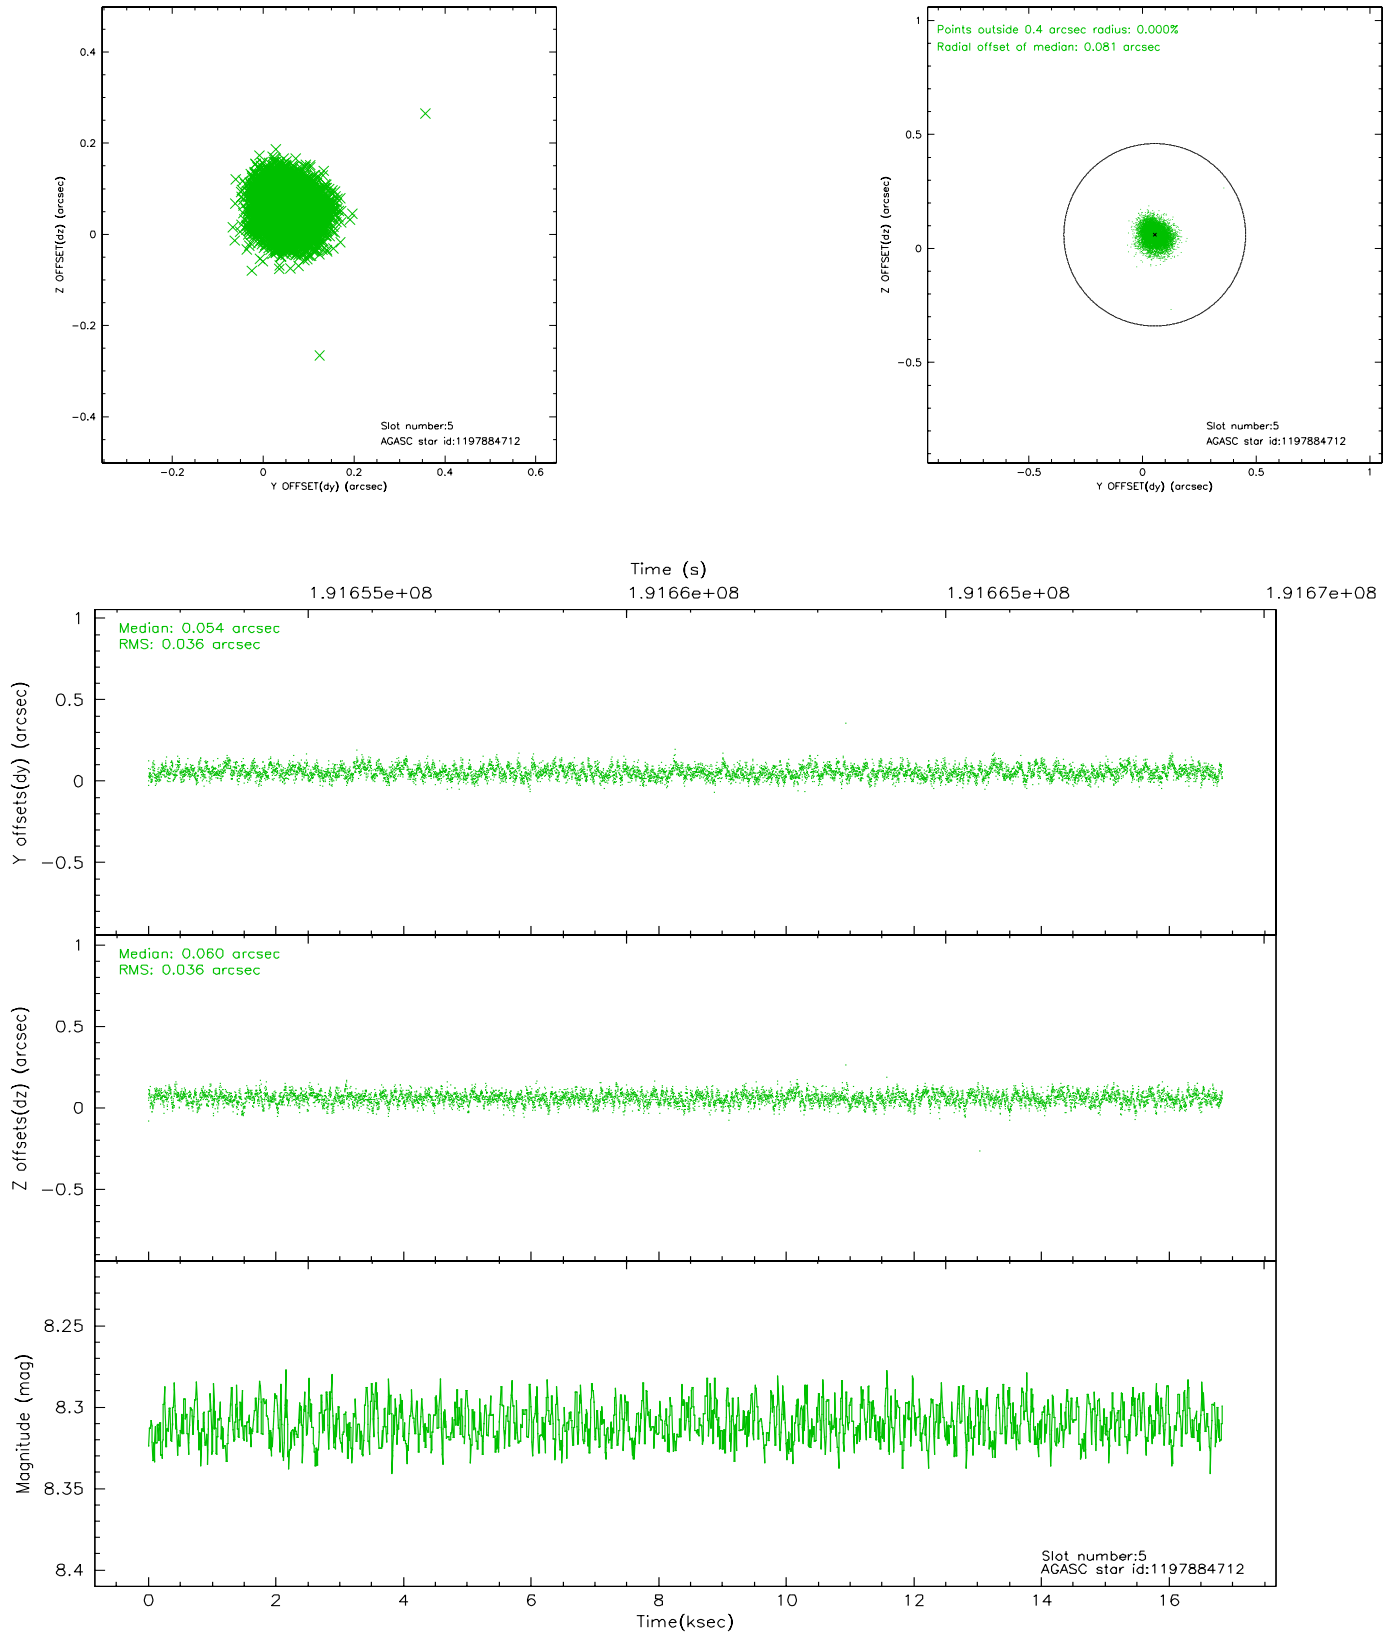 0.4
0.2
0
−0.2
−0.4
Z OFFSET(dz) (arcsec)
Slot number:5
AGASC star id:1197884712
−0.2 0 0.2 0.4 0.6
Y OFFSET(dy) (arcsec)
Points outside 0.4 arcsec radius: 0.000%
Radial offset of median: 0.081 arcsec
1
0.5
0
−0.5
Z OFFSET(dz) (arcsec)
Slot number:5
AGASC star id:1197884712
−0.5 0 0.5 1
Y OFFSET(dy) (arcsec)
Time (s)
1.91655e+08 1.9166e+08 1.91665e+08 1.9167e+08
Median: 0.054 arcsec
RMS: 0.036 arcsec
1
0.5
0
−0.5
Y offsets(dy) (arcsec)
Median: 0.060 arcsec
RMS: 0.036 arcsec
1
0.5
0
−0.5
Z offsets(dz) (arcsec)
8.25
8.3
8.35
8.4
Magnitude (mag)
Slot number:5
AGASC star id:1197884712
0 2 4 6 8 10 12 14 16
Time(ksec)